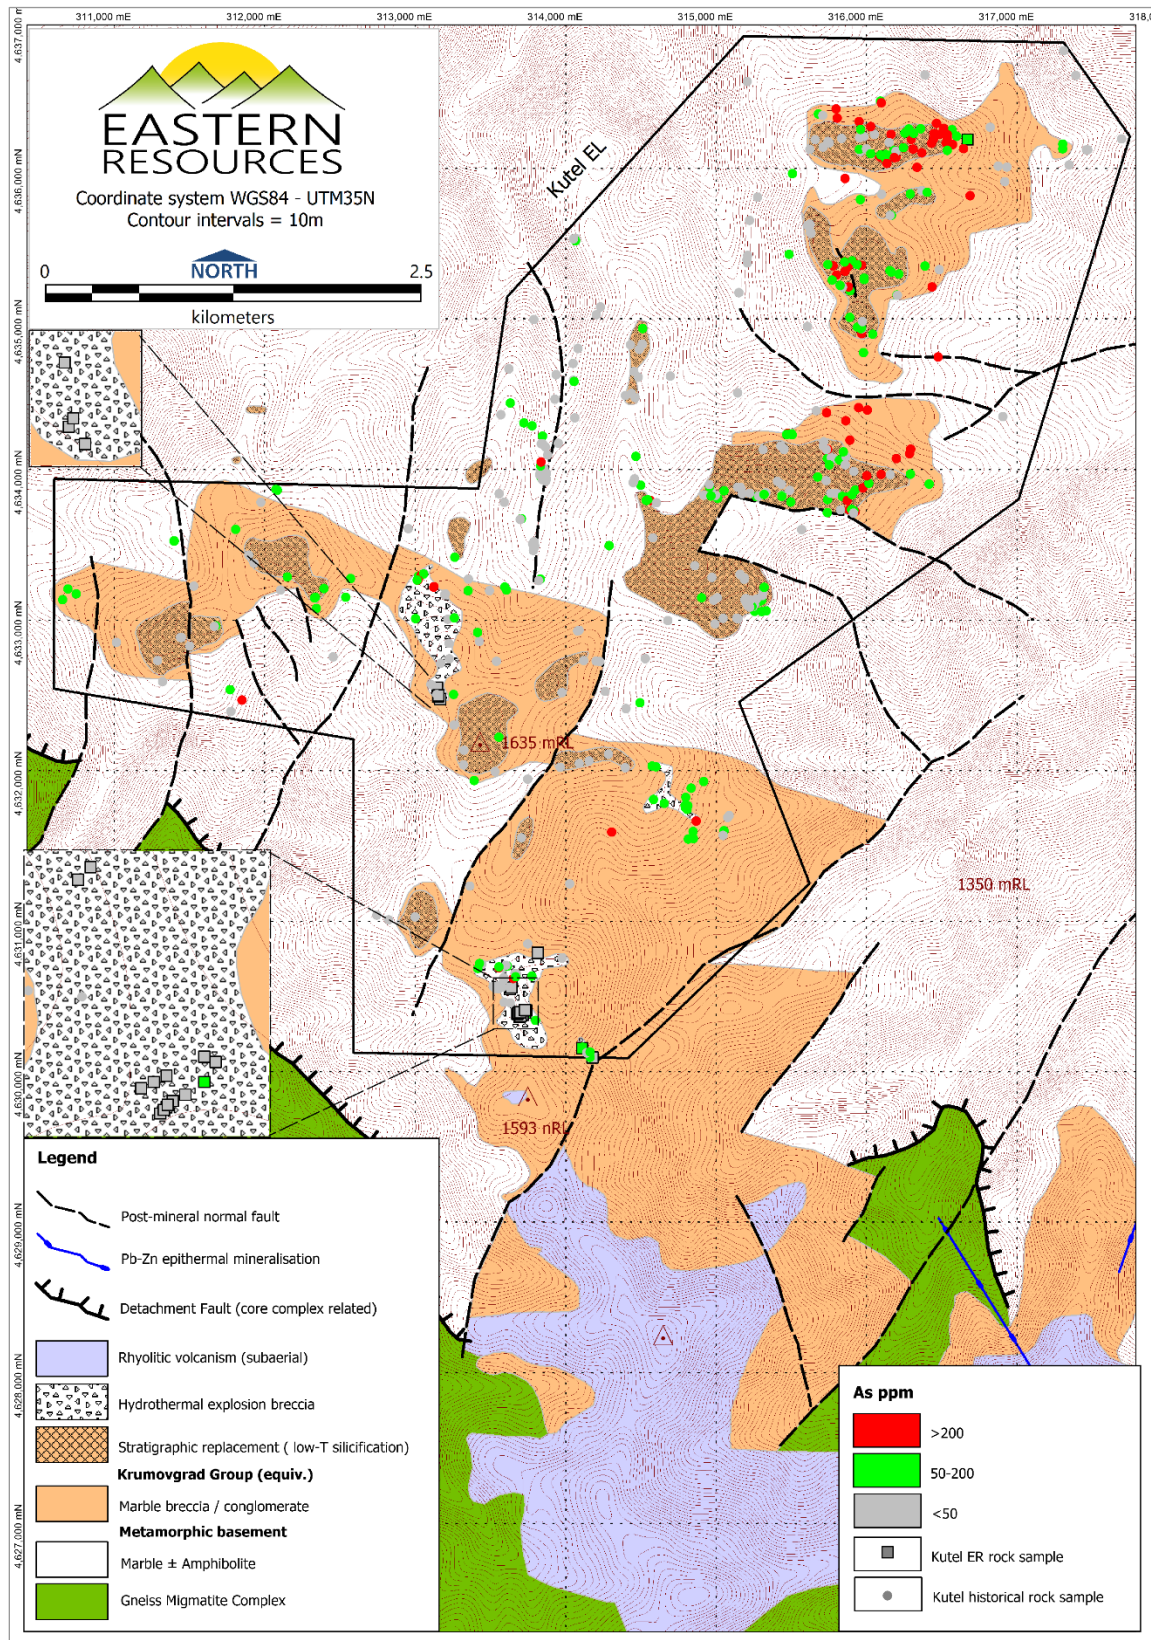 311,000 mE
312,000 mE
313,000 mE
314,000 mE
315,000 mE
316,000 mE
317,000 mE
318,0
4.637,000 m
4.636,000 mN
4.635,000 mN
4.634,000 mN
4.633,000 mN
4.632,000 mN
4.631,000 mN
4.630,000 mN
4.629,000 mN
4.628,000 mN
4.627,000 mN
EASTERN
RESOURCES
Coordinate system WGS84 - UTM35N
Contour intervals = 10m
NORTH
0
2.5
kilometers
Kutel EL
1635 mRL
1350 mRL
1593 nRL
Legend
Post-mineral normal fault
Pb-Zn epithermal mineralisation
Detachment Fault (core complex related)
Rhyolitic volcanism (subaerial)
Hydrothermal explosion breccia
Stratigraphic replacement ( low-T silicification)
Krumovgrad Group (equiv.)
Marble breccia / conglomerate
Metamorphic basement
Marble ± Amphibolite
Gneiss Migmatite Complex
As ppm
>200
50-200
<50
Kutel ER rock sample
Kutel historical rock sample